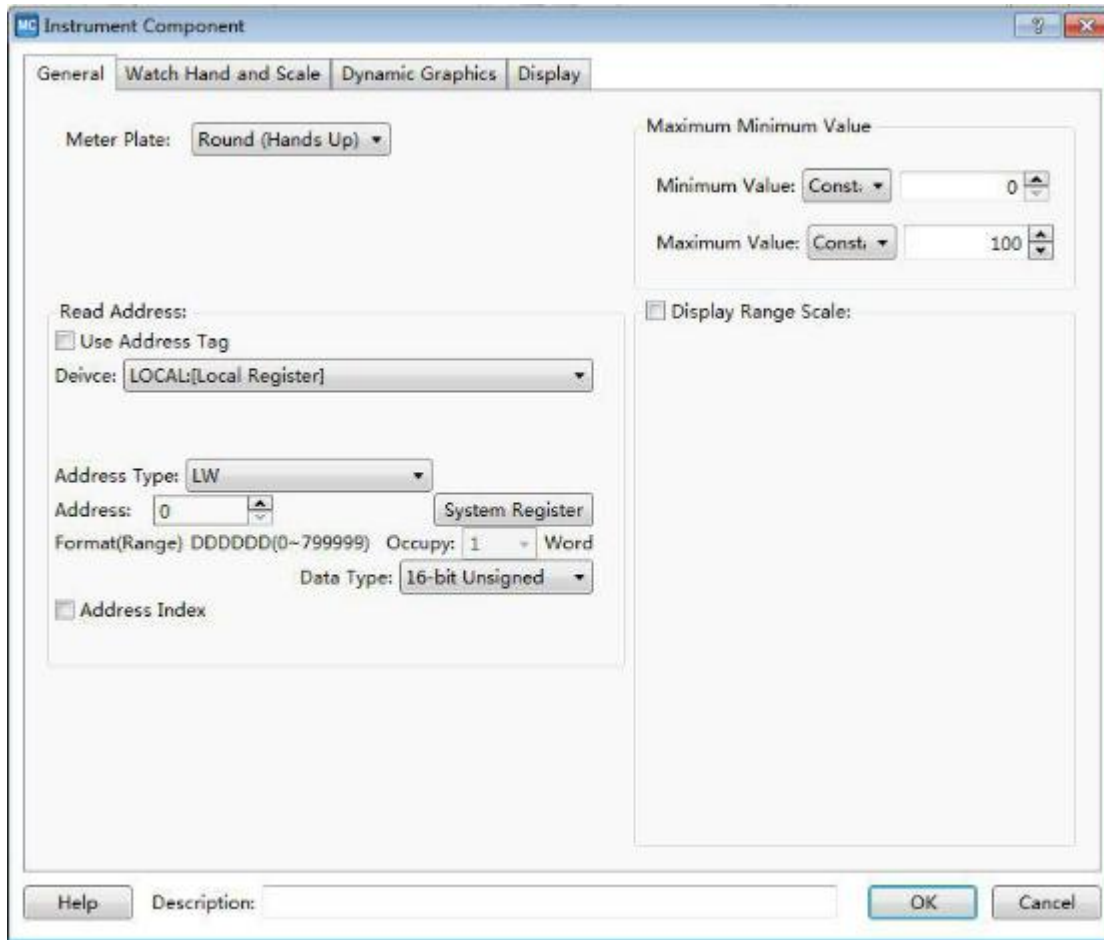 MC Instrument Component
General Watch Hand and Scale Dynamic Graphics Display
Meter Plate: Round (Hands Up)
Maximum Minimum Value
Minimum Value: Const. 0
Maximum Value: Consta 100
Read Address:
Use Address Tag
Deivce: LOCAL:[Local Register]
Address Type: LW
Address: 0 System Register
Format(Range) DDDDDD(0~799999) Occupy: 1 Word
Data Type: 16-bit Unsigned
Address Index
Display Range Scale:
Help Description: OK Cancel